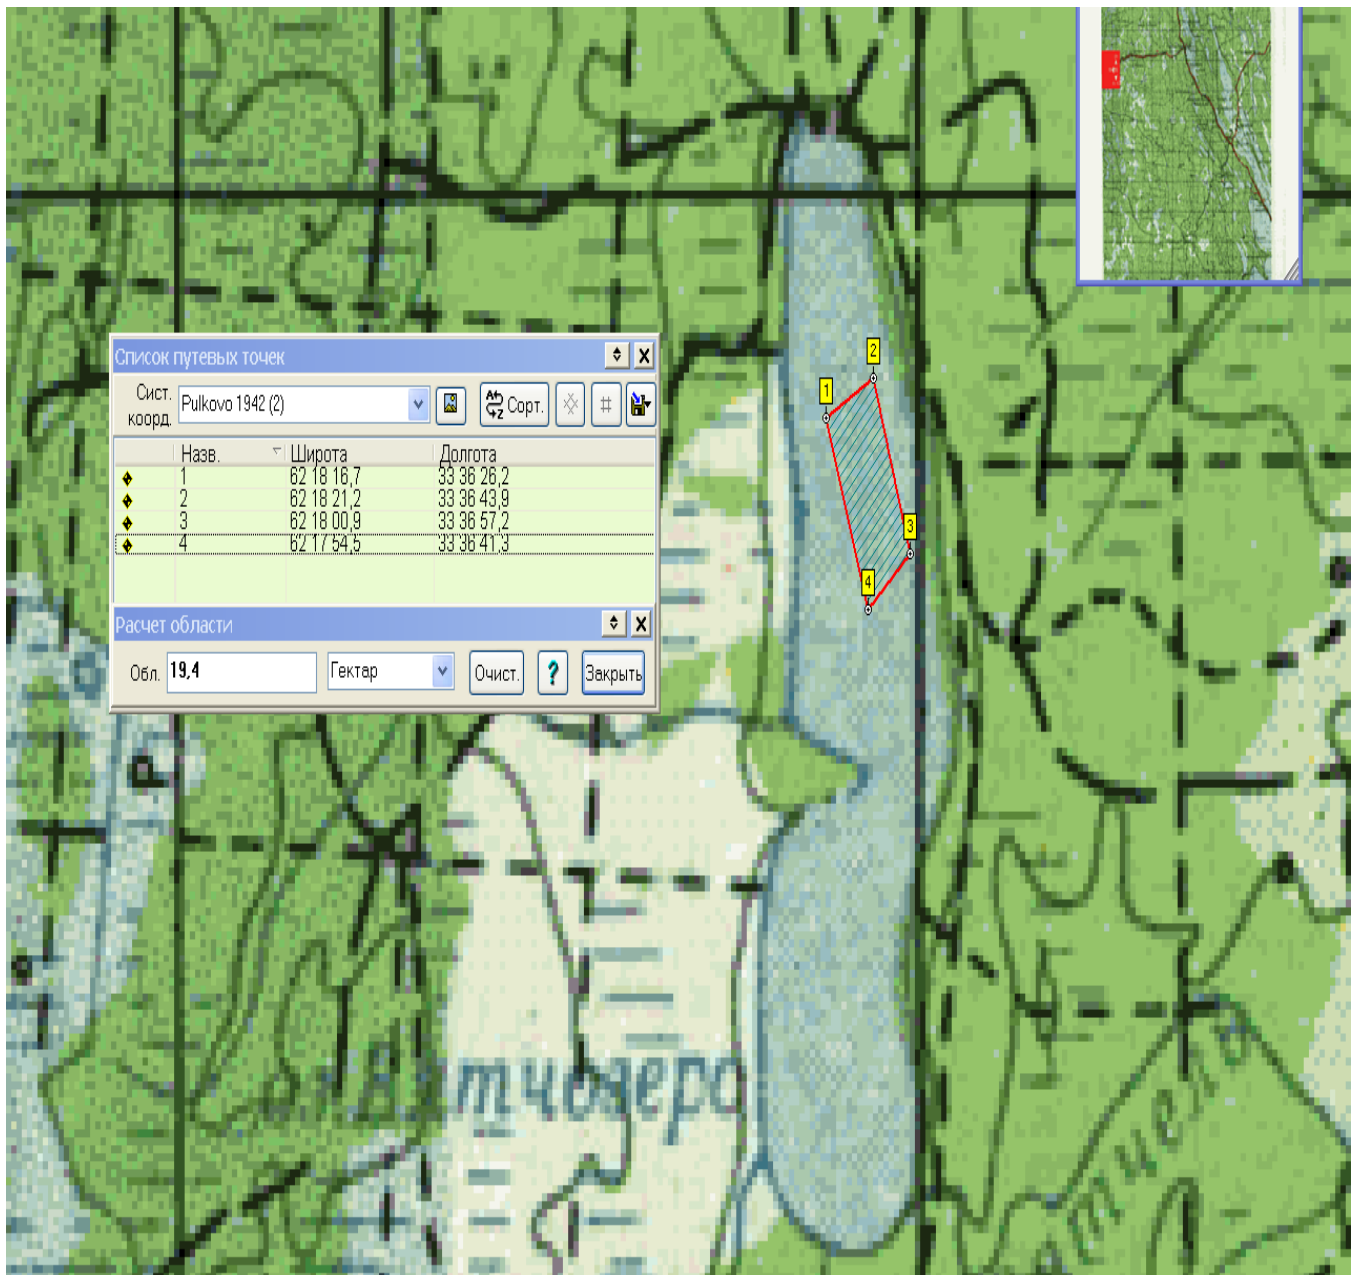 2
1
3
4
Список путевых точек
Сист. коорд. Pulkovo 1942 (2) Сорт.
Назв. Широта Долгота
1 62 18 16,7 33 36 26,2
2 62 18 21,2 33 36 43,9
3 62 18 00,9 33 36 57,2
4 62 17 54,5 33 36 41,3
Расчет области
Обл. 19,4 Гектар Очист. ? Закрыть
Р